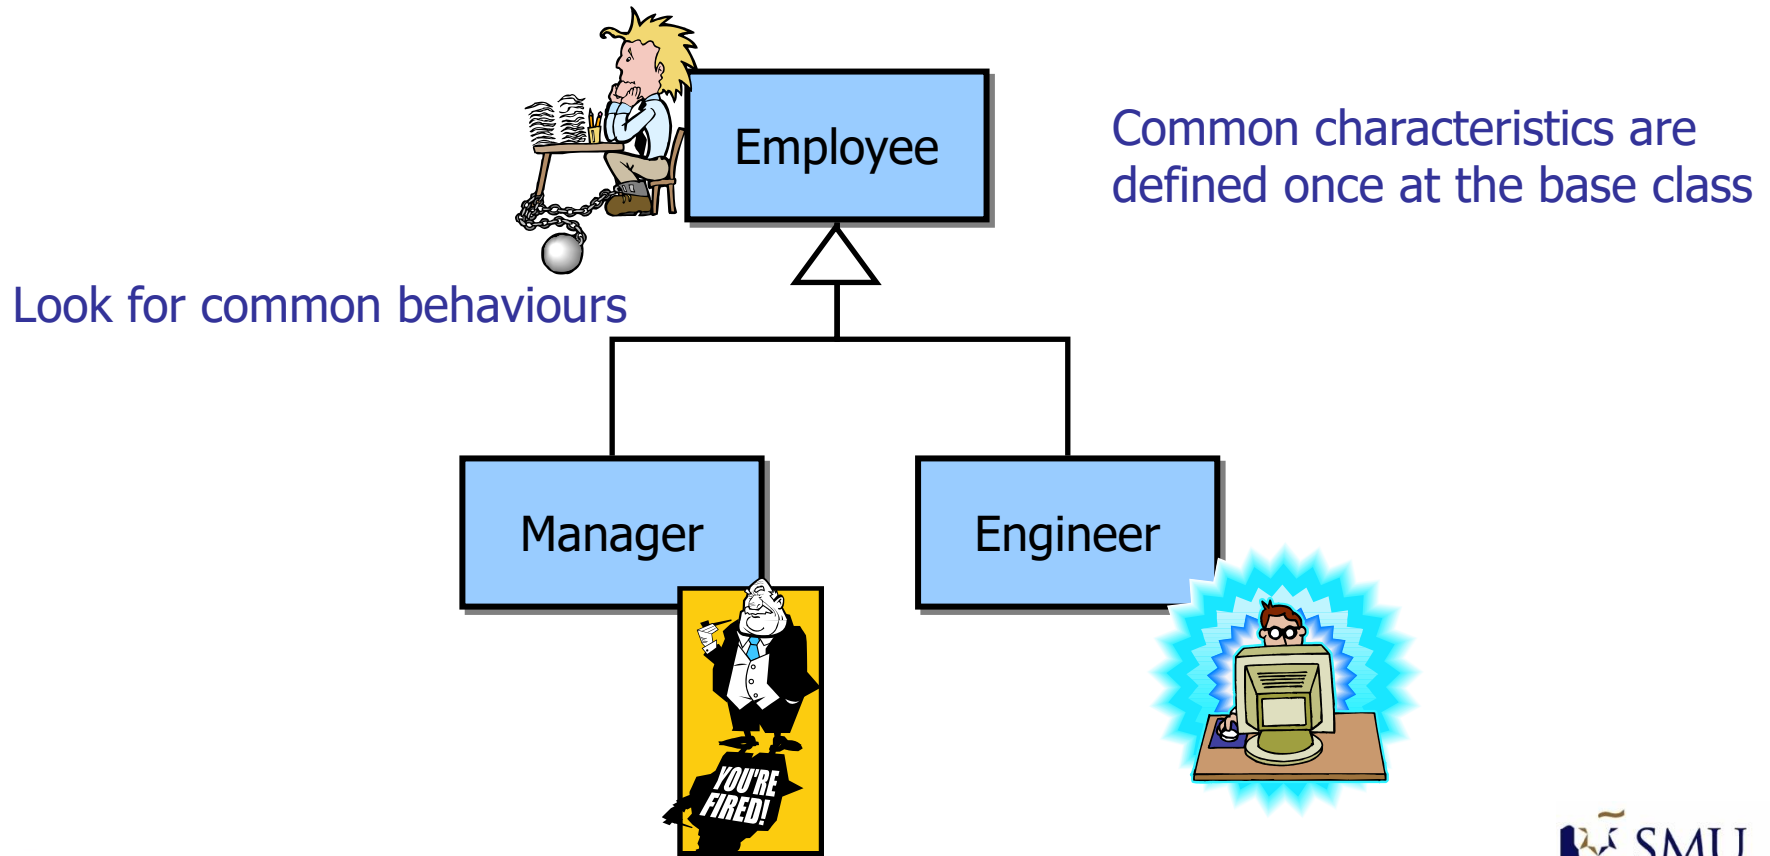 Employee
Common characteristics are
defined once at the base class
Look for common behaviours
Manager
Engineer
YOU'RE
FIRED!
SMU